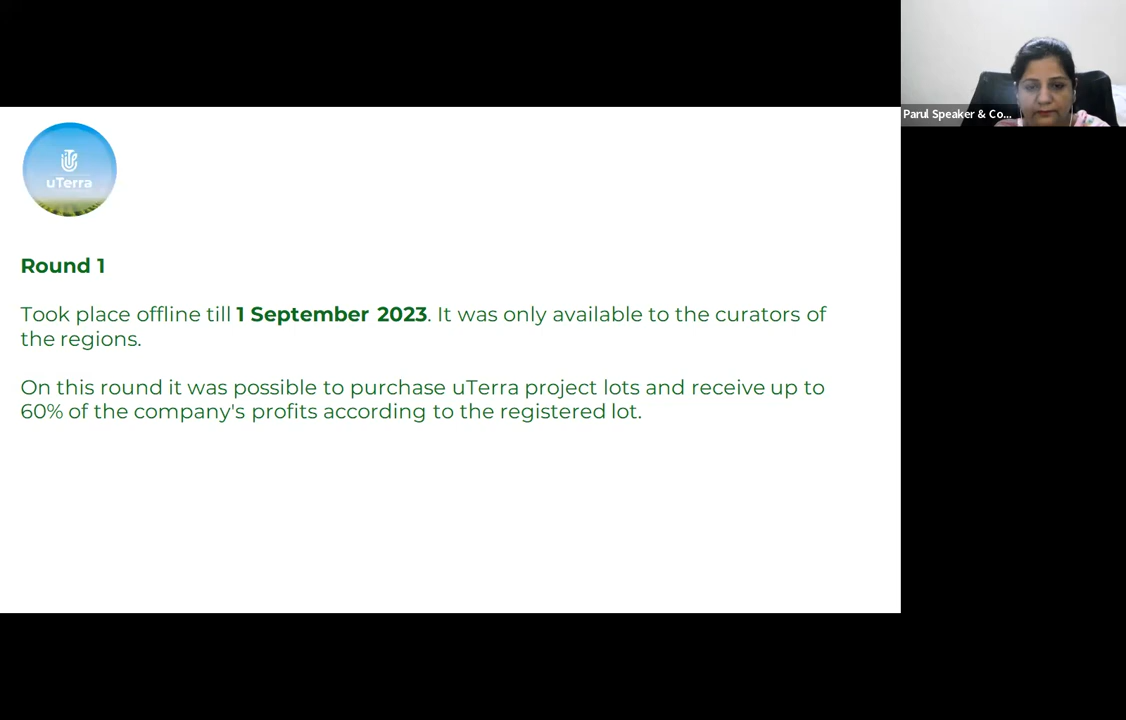 Parul Speaker & Co...
uTerra
Round 1
Took place offline till 1 September 2023. It was only available to the curators of
the regions.
On this round it was possible to purchase uTerra project lots and receive up to
60% of the company's profits according to the registered lot.